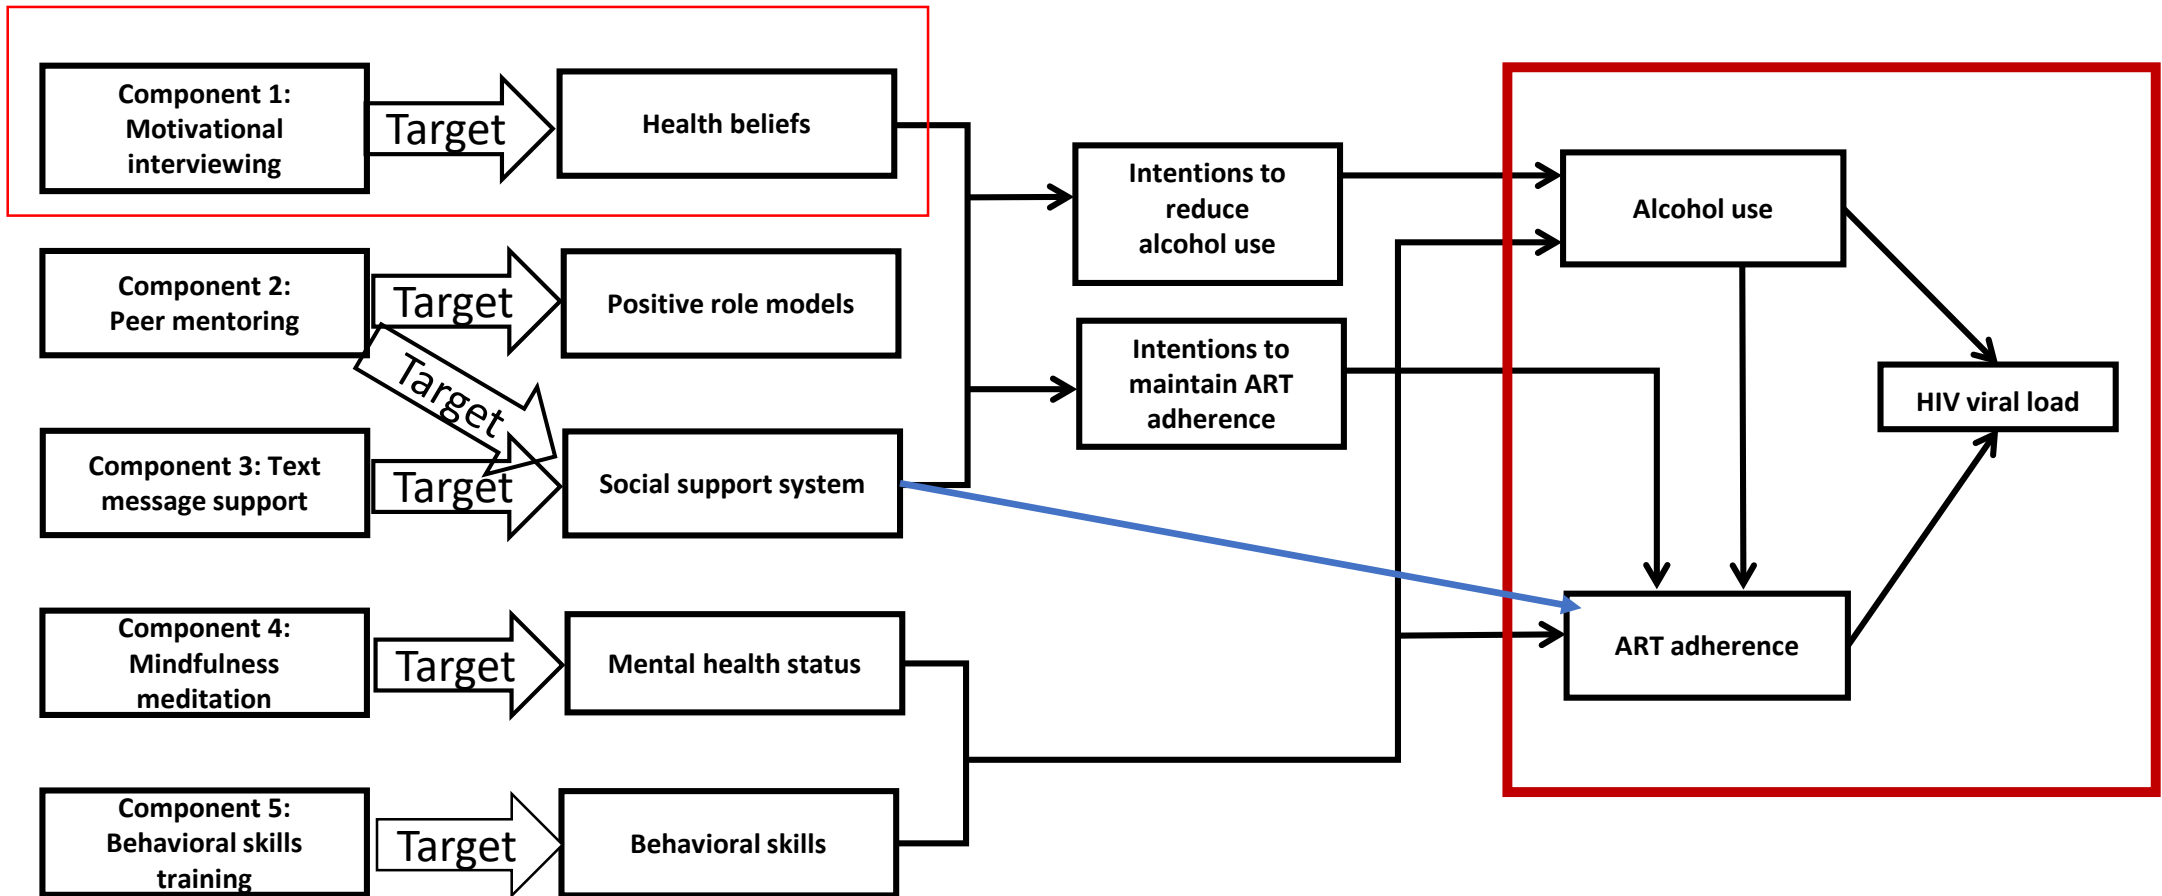 Component 1:
Motivational
interviewing
Target
Health beliefs
Component 2:
Peer mentoring
Target
Positive role models
Target
Component 3: Text
message support
Target
Social support system
Component 4:
Mindfulness
meditation
Target
Mental health status
Component 5:
Behavioral skills
training
Target
Behavioral skills
Intentions to
reduce
alcohol use
Intentions to
maintain ART
adherence
Alcohol use
HIV viral load
ART adherence